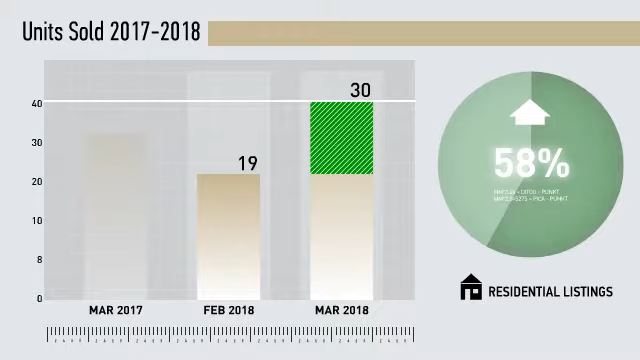 Units Sold 2017-2018
30
40
30
19
20
10
8
0
58%
MAR 2017
FEB 2018
MAR 2018
RESIDENTIAL LISTINGS